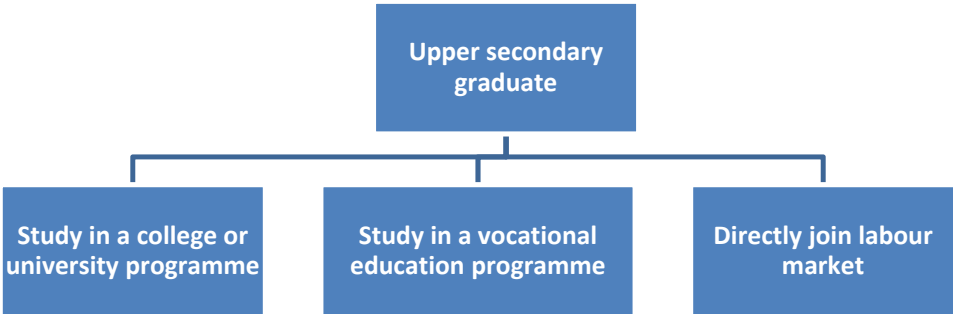 Upper secondary
graduate
Study in a college or
university programme
Study in a vocational
education programme
Directly join labour
market